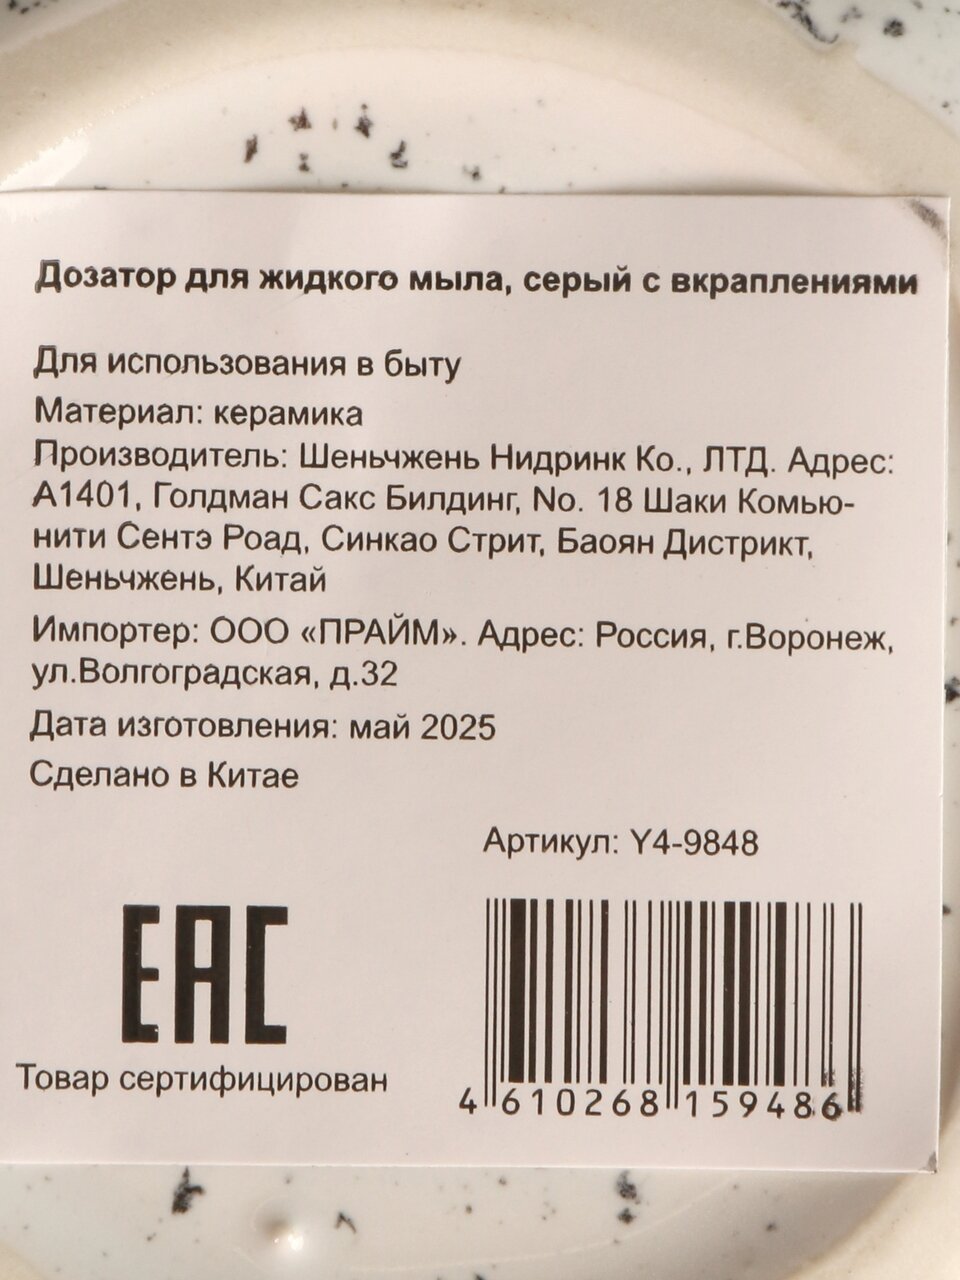 Дозатор для жидкого мыла, серый с вкраплениями
Для использования в быту
Материал: керамика
Производитель: Шеньчжень Нидринк Ко., ЛТД. Адрес:
А1401, Голдман Сакс Билдинг, No. 18 Шаки Комью-
нити Сентэ Роад, Синкао Стрит, Баоян Дистрикт,
Шеньчжень, Китай
Импортер: ООО «ПРАЙМ». Адрес: Россия, г.Воронеж,
ул.Волгоградская, д.32
Дата изготовления: май 2025
Сделано в Китае
Артикул: Y4-9848
EAC
Товар сертифицирован
4 610268 159486